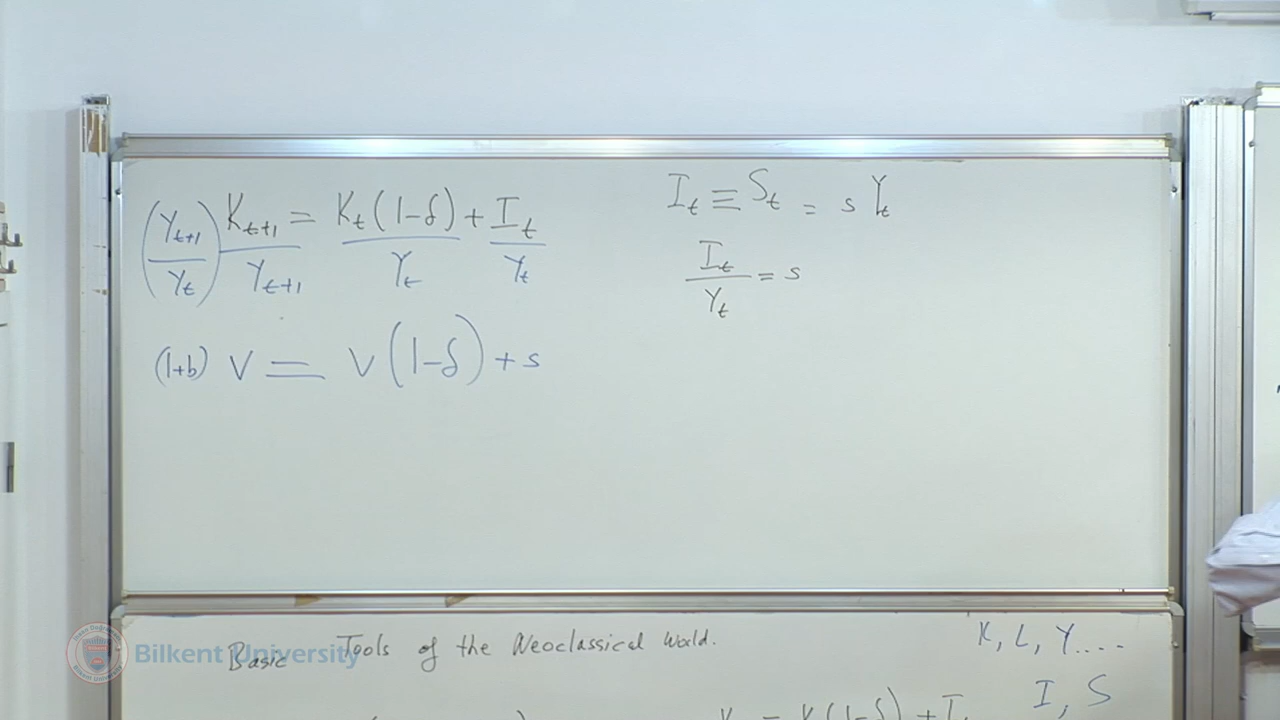 (Y_{t+1}/Y_t) K_{t+1}/Y_{t+1} = K_t(1-δ)/Y_t + I_t/Y_t
(1+b) v = v(1-δ) + s
I_t ≡ S_t = s Y_t
I_t/Y_t = s
Basic Tools of the Neoclassical World.
K, L, Y....
I, S
Bilkent University